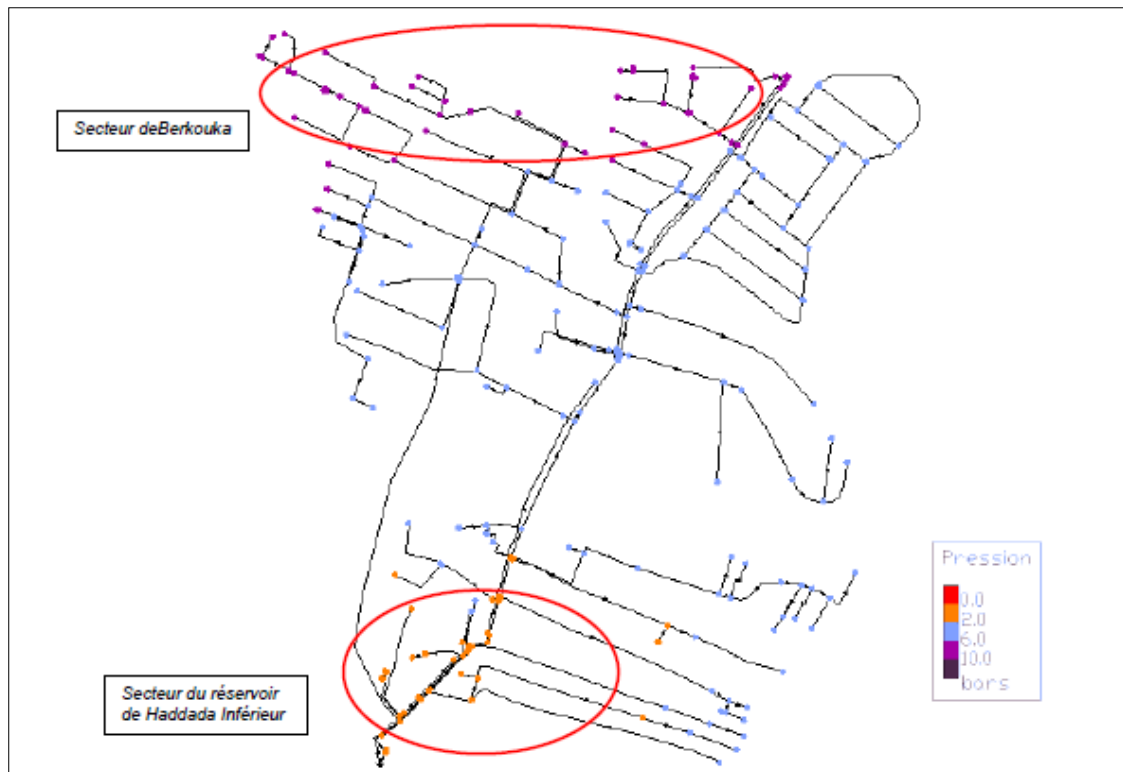 Secteur deBerkouka
Pression
0.0
2.0
6.0
10.0
bars
Secteur du réservoir
de Haddada Inférieur